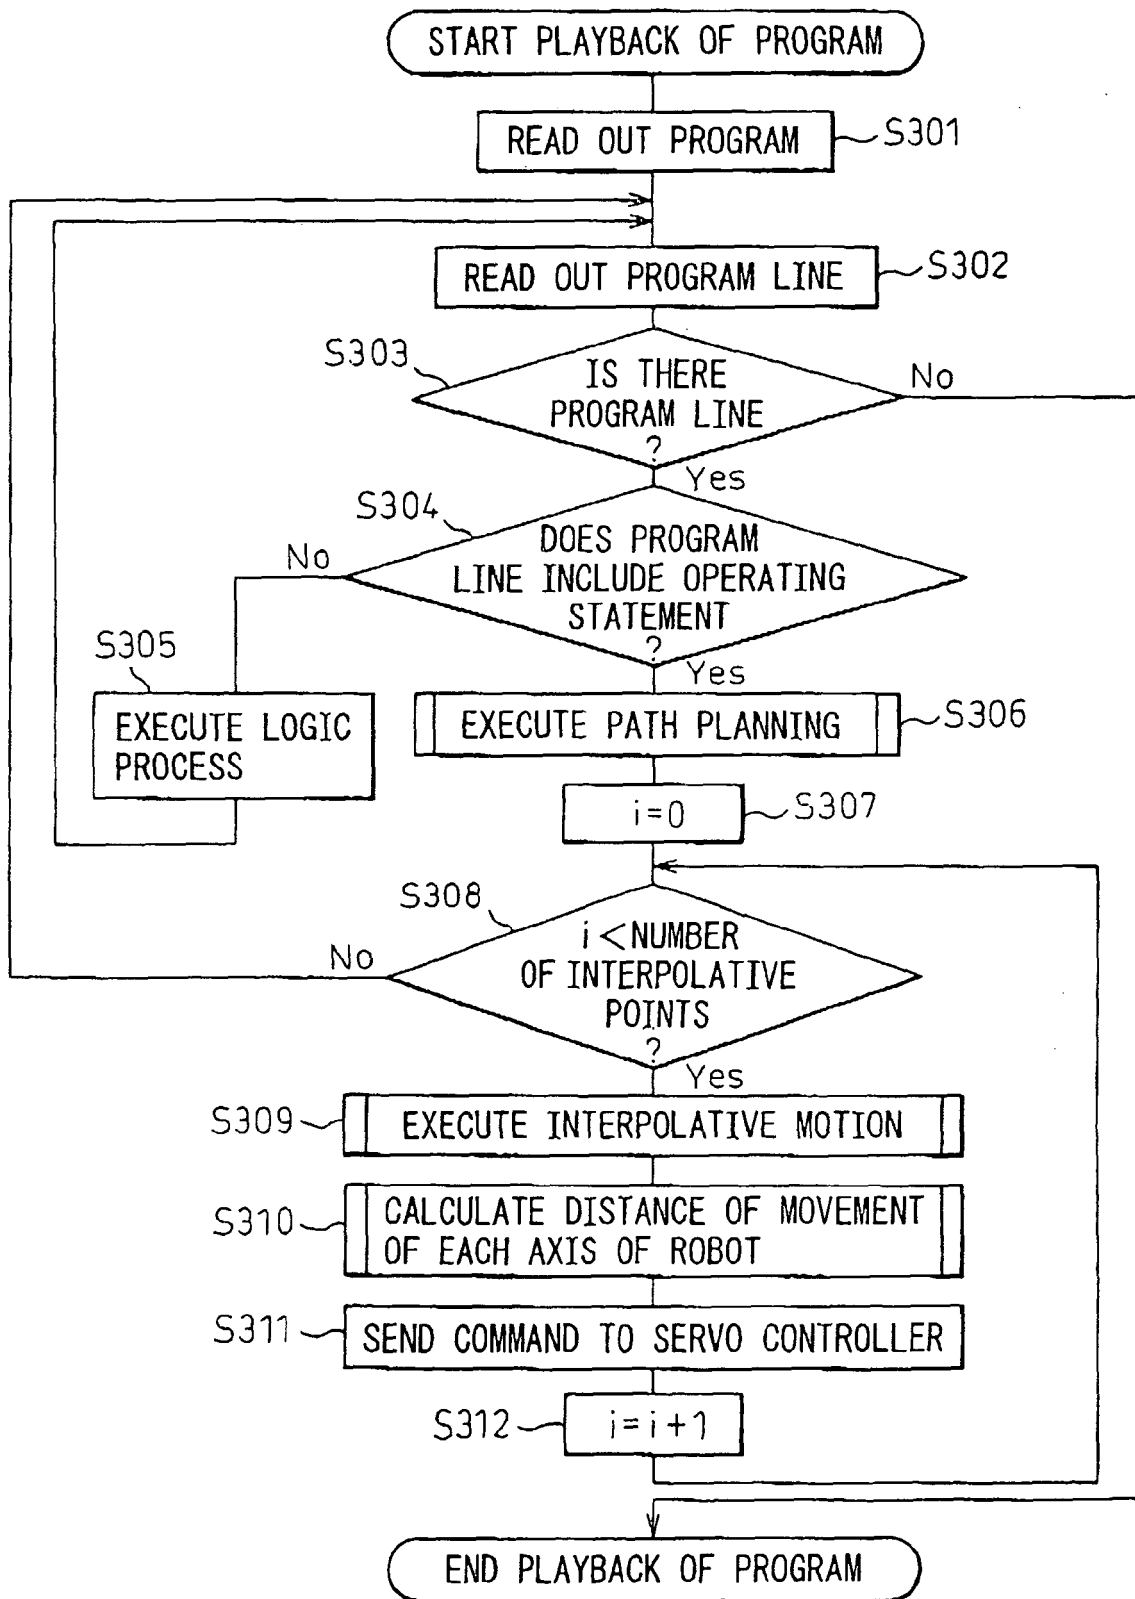 START PLAYBACK OF PROGRAM
READ OUT PROGRAM
S301
READ OUT PROGRAM LINE
S302
S303
IS THERE
PROGRAM LINE
?
No
Yes
S304
DOES PROGRAM
LINE INCLUDE OPERATING
STATEMENT
?
No
Yes
S305
EXECUTE LOGIC
PROCESS
EXECUTE PATH PLANNING
S306
i=0
S307
S308
i<NUMBER
OF INTERPOLATIVE
POINTS
?
No
Yes
S309
EXECUTE INTERPOLATIVE MOTION
S310
CALCULATE DISTANCE OF MOVEMENT
OF EACH AXIS OF ROBOT
S311
SEND COMMAND TO SERVO CONTROLLER
S312
i=i+1
END PLAYBACK OF PROGRAM